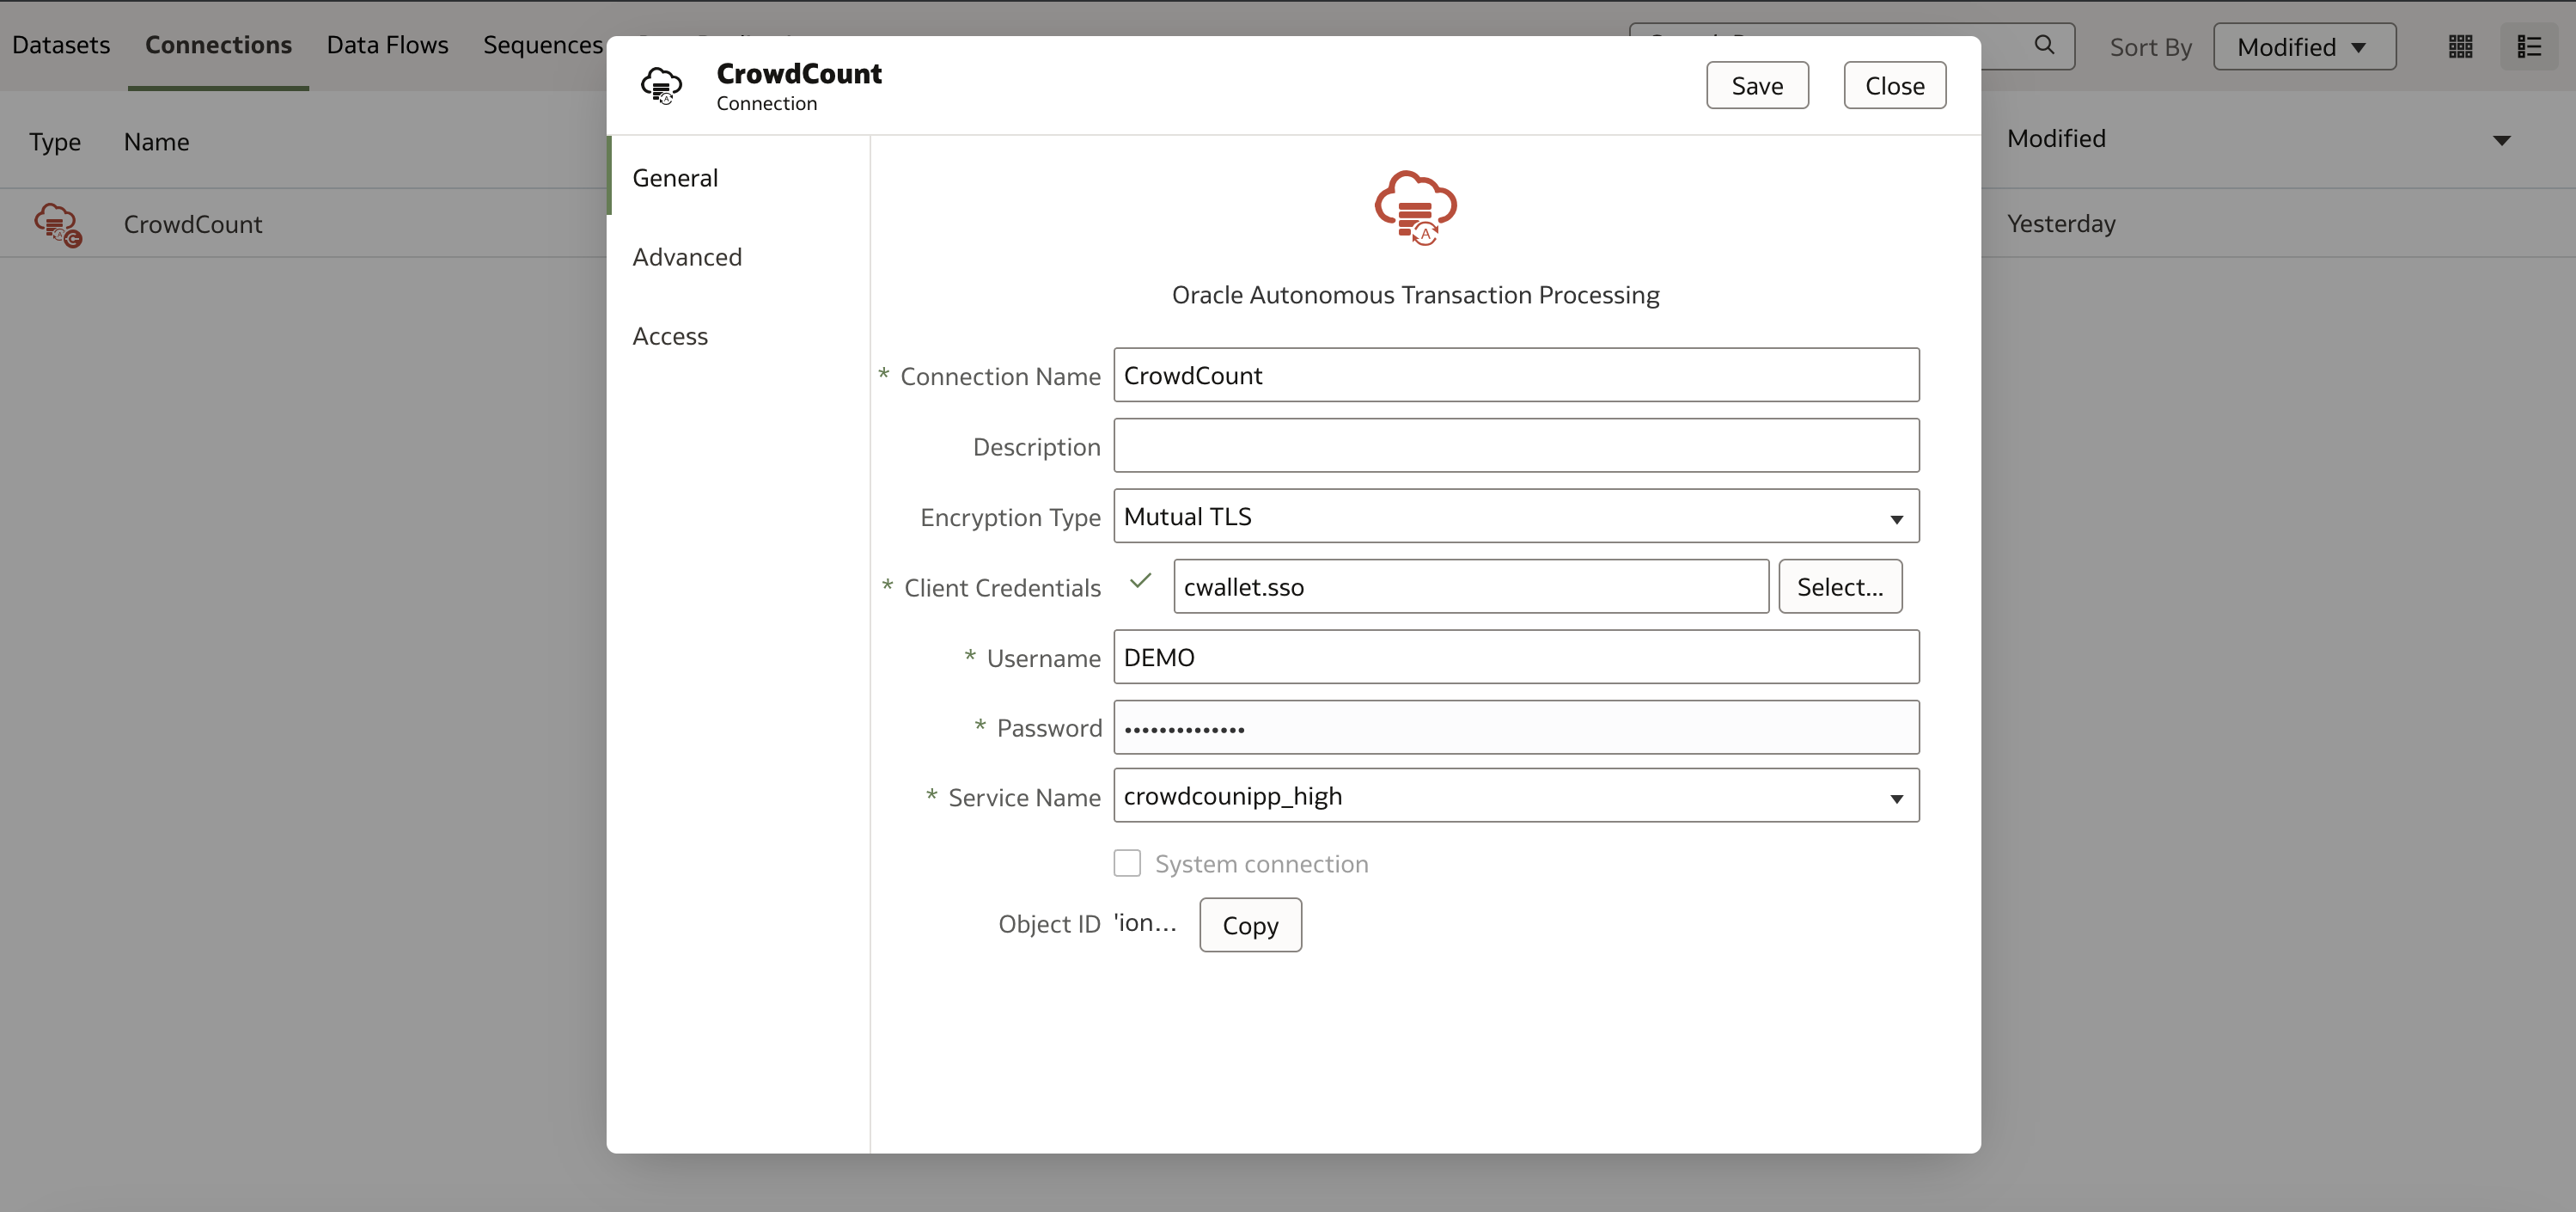 Datasets Connections Data Flows Sequences
Sort By Modified
CrowdCount
Connection
Save Close
Type Name Modified
CrowdCount Yesterday
General
Advanced
Access
Oracle Autonomous Transaction Processing
* Connection Name CrowdCount
Description
Encryption Type Mutual TLS
* Client Credentials cwallet.sso Select...
* Username DEMO
* Password ••••••••••••••
* Service Name crowdcounipp_high
System connection
Object ID 'ion... Copy